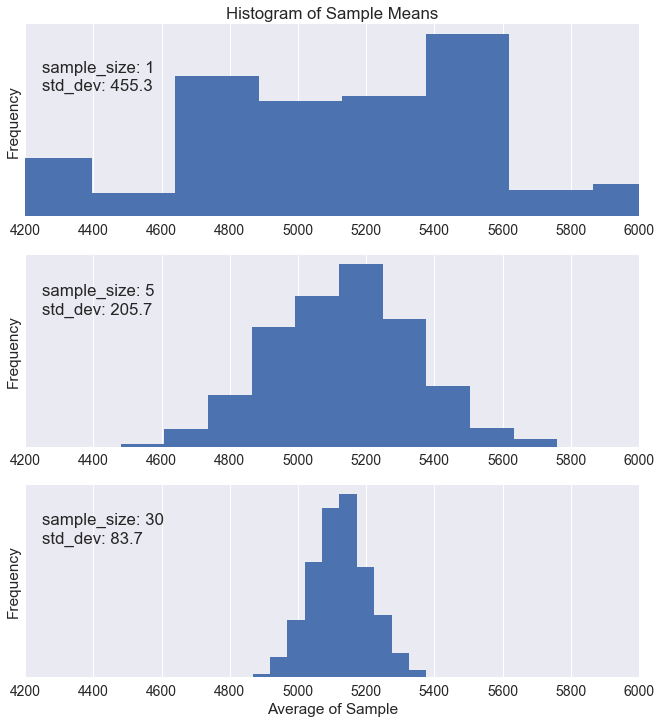 Histogram of Sample Means
sample_size: 1
std_dev: 455.3
Frequency
4200 4400 4600 4800 5000 5200 5400 5600 5800 6000
sample_size: 5
std_dev: 205.7
Frequency
4200 4400 4600 4800 5000 5200 5400 5600 5800 6000
sample_size: 30
std_dev: 83.7
Frequency
4200 4400 4600 4800 5000 5200 5400 5600 5800 6000
Average of Sample